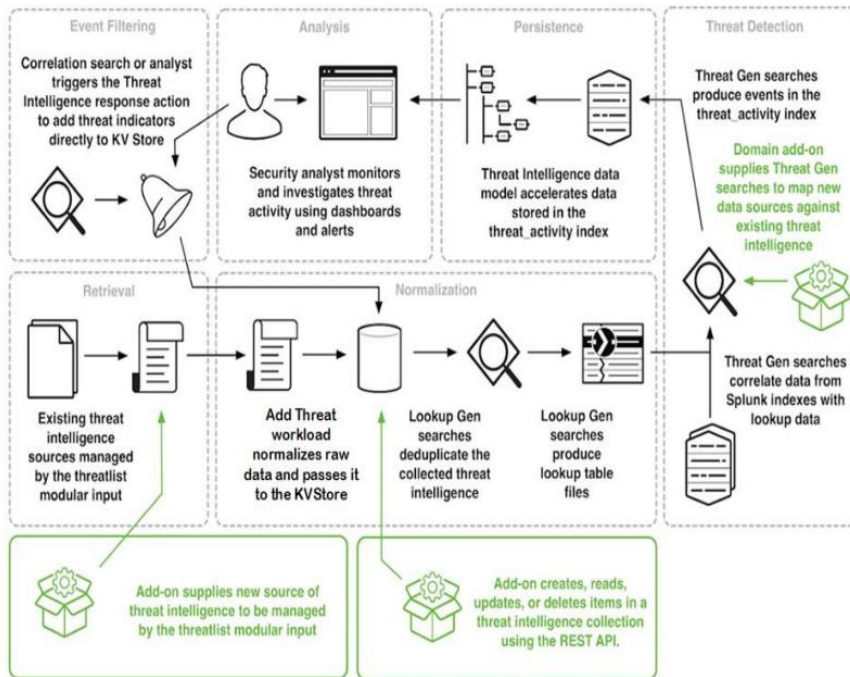 Event Filtering
Correlation search or analyst
triggers the Threat
Intelligence response action
to add threat indicators
directly to KV Store
Analysis
Security analyst monitors
and investigates threat
activity using dashboards
and alerts
Persistence
Threat Intelligence data
model accelerates data
stored in the
threat_activity index
Threat Detection
Threat Gen searches
produce events in the
threat_activity index
Domain add-on
supplies Threat Gen
searches to map new
data sources against
existing threat
intelligence
Threat Gen searches
correlate data from
Splunk indexes with
lookup data
Retrieval
Existing threat
intelligence
sources managed
by the threatlist
modular input
Normalization
Add Threat
workload
normalizes raw
data and passes it
to the KVStore
Lookup Gen
searches
deduplicate the
collected threat
intelligence
Lookup Gen
searches
produce
lookup table
files
Add-on supplies new source of
threat intelligence to be managed
by the threatlist modular input
Add-on creates, reads,
updates, or deletes items in a
threat intelligence collection
using the REST API.